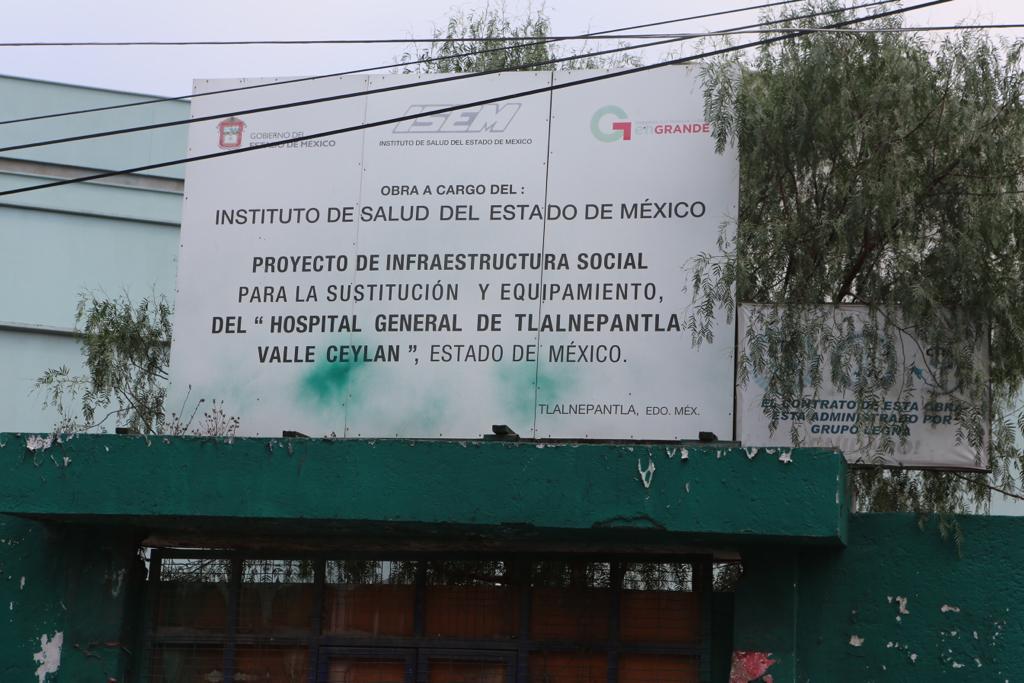 GOBIERNO DEL
ESTADO DE MÉXICO
ISEM
INSTITUTO DE SALUD DEL ESTADO DE MEXICO
enGRANDE
OBRA A CARGO DEL :
INSTITUTO DE SALUD DEL ESTADO DE MÉXICO
PROYECTO DE INFRAESTRUCTURA SOCIAL
PARA LA SUSTITUCIÓN Y EQUIPAMIENTO,
DEL “ HOSPITAL GENERAL DE TLALNEPANTLA
VALLE CEYLAN ”, ESTADO DE MÉXICO.
TLALNEPANTLA, EDO. MÉX.
EL CONTRATO DE ESTA OBRA
ESTA ADMINISTRADO POR
GRUPO LEGNA